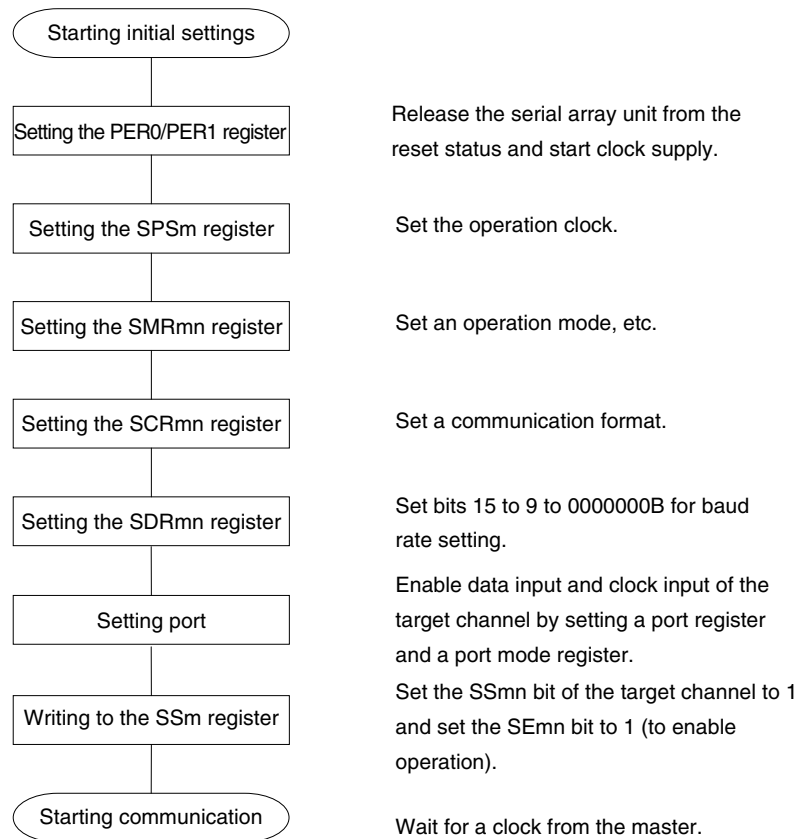 Starting initial settings
Setting the PER0/PER1 register
Release the serial array unit from the
reset status and start clock supply.
Setting the SPSm register
Set the operation clock.
Setting the SMRmn register
Set an operation mode, etc.
Setting the SCRmn register
Set a communication format.
Setting the SDRmn register
Set bits 15 to 9 to 0000000B for baud
rate setting.
Setting port
Enable data input and clock input of the
target channel by setting a port register
and a port mode register.
Writing to the SSm register
Set the SSmn bit of the target channel to 1
and set the SEmn bit to 1 (to enable
operation).
Starting communication
Wait for a clock from the master.